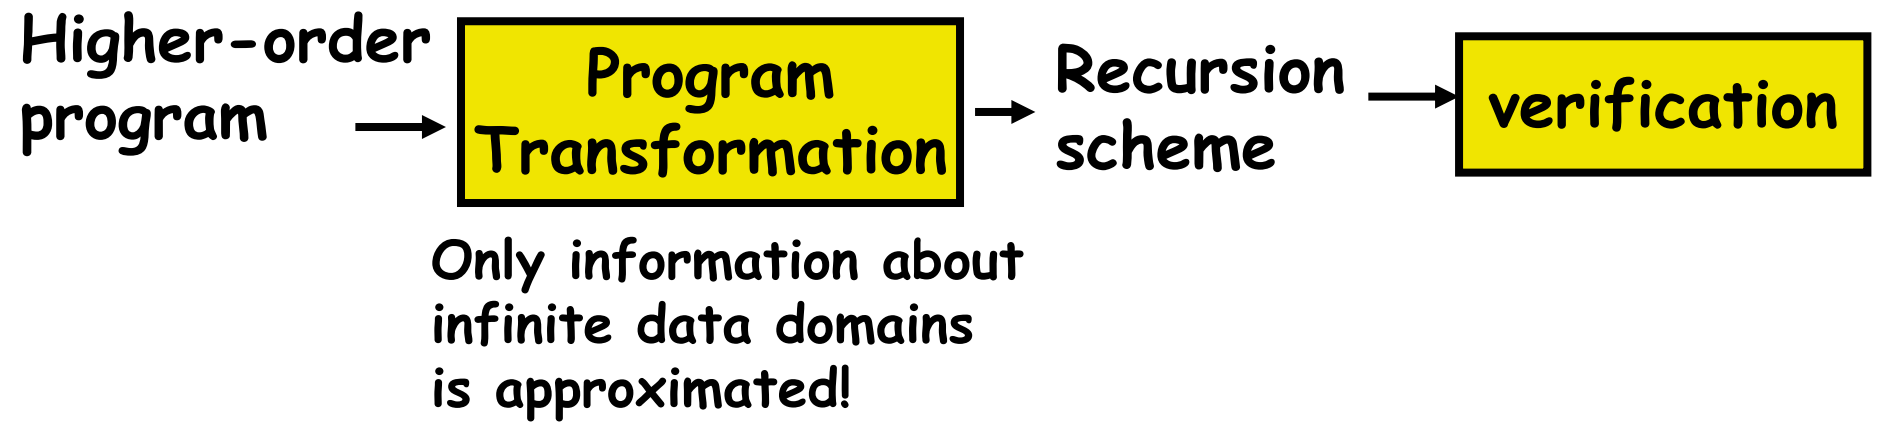 Higher-order
program
Program
Transformation
Only information about
infinite data domains
is approximated!
Recursion
scheme
verification